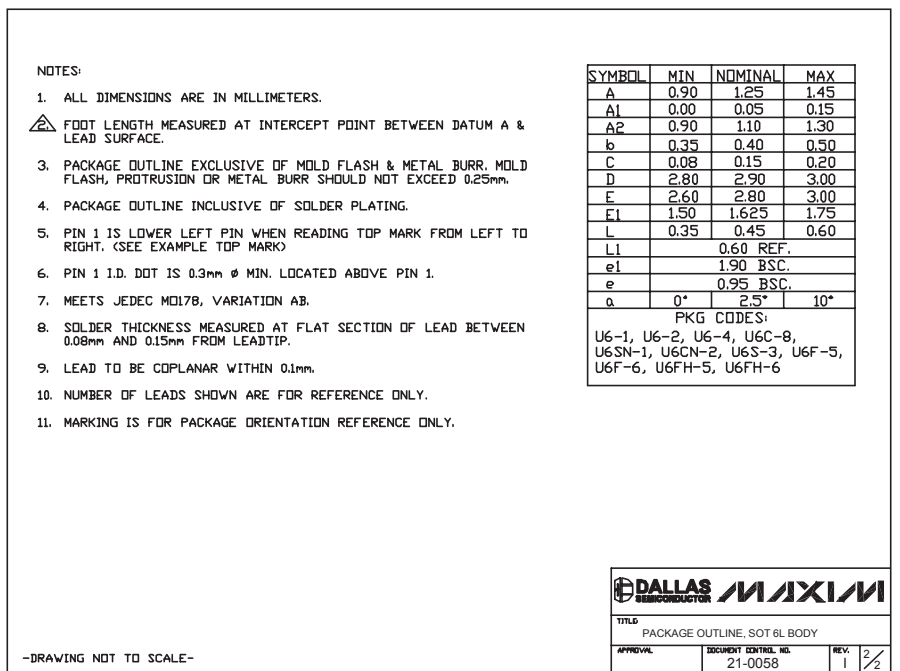 NOTES:
1. ALL DIMENSIONS ARE IN MILLIMETERS.
2. FOOT LENGTH MEASURED AT INTERCEPT POINT BETWEEN DATUM A &
LEAD SURFACE.
3. PACKAGE OUTLINE EXCLUSIVE OF MOLD FLASH & METAL BURR. MOLD
FLASH, PROTRUSION OR METAL BURR SHOULD NOT EXCEED 0.25mm.
4. PACKAGE OUTLINE INCLUSIVE OF SOLDER PLATING.
5. PIN 1 IS LOWER LEFT PIN WHEN READING TOP MARK FROM LEFT TO
RIGHT. (SEE EXAMPLE TOP MARK)
6. PIN 1 I.D. DOT IS 0.3mm ø MIN. LOCATED ABOVE PIN 1.
7. MEETS JEDEC MO178, VARIATION AB.
8. SOLDER THICKNESS MEASURED AT FLAT SECTION OF LEAD BETWEEN
0.08mm AND 0.15mm FROM LEADTIP.
9. LEAD TO BE COPLANAR WITHIN 0.1mm.
10. NUMBER OF LEADS SHOWN ARE FOR REFERENCE ONLY.
11. MARKING IS FOR PACKAGE ORIENTATION REFERENCE ONLY.
SYMBOL MIN NOMINAL MAX
A 0.90 1.25 1.45
A1 0.00 0.05 0.15
A2 0.90 1.10 1.30
b 0.35 0.40 0.50
C 0.08 0.15 0.20
D 2.80 2.90 3.00
E 2.60 2.80 3.00
E1 1.50 1.625 1.75
L 0.35 0.45 0.60
L1 0.60 REF.
e1 1.90 BSC.
e 0.95 BSC.
α 0° 2.5° 10°
PKG CODES:
U6-1, U6-2, U6-4, U6C-8,
U6SN-1, U6CN-2, U6S-3, U6F-5,
U6F-6, U6FH-5, U6FH-6
-DRAWING NOT TO SCALE-
DALLAS SEMICONDUCTOR MAXIM
TITLE:
PACKAGE OUTLINE, SOT 6L BODY
APPROVAL DOCUMENT CONTROL NO. REV.
21-0058 I 2/2